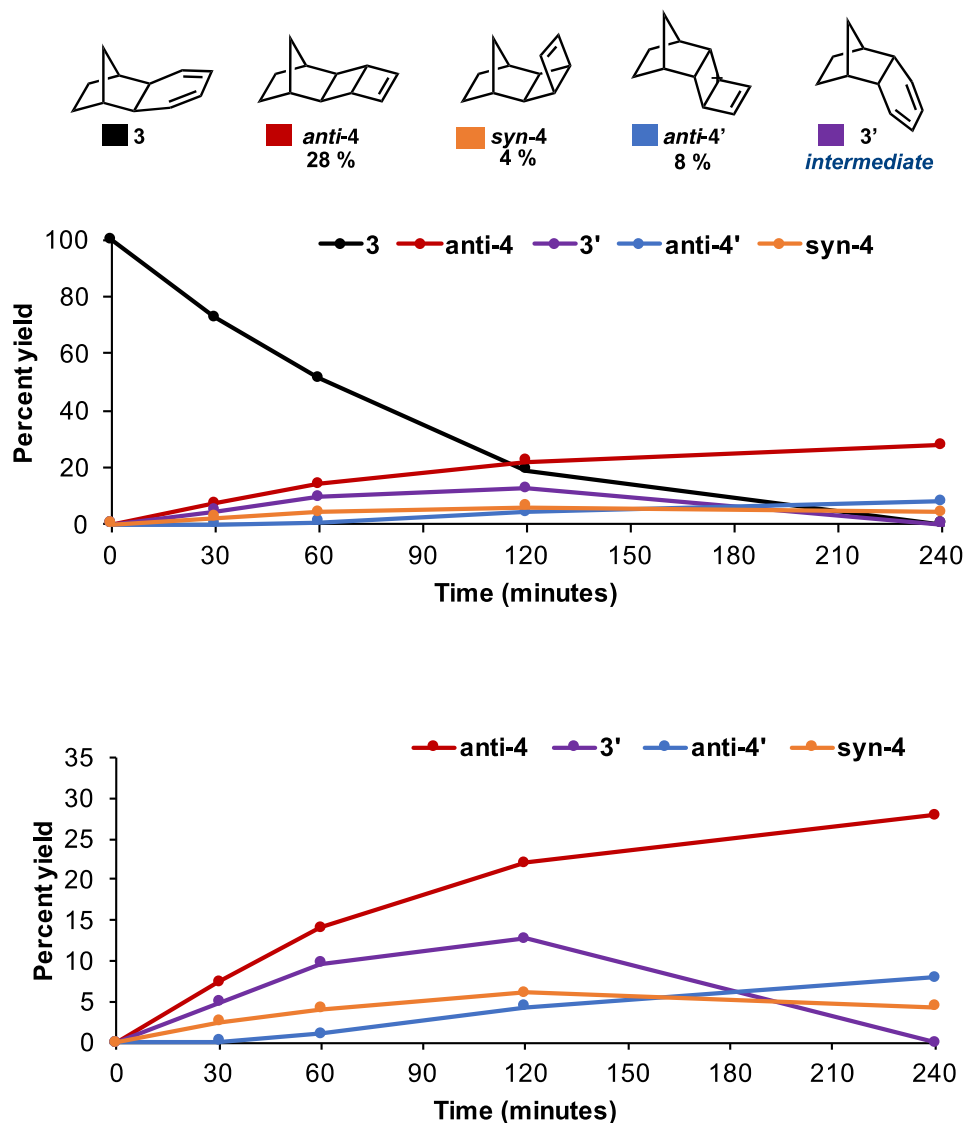 3 anti-4 syn-4 anti-4' 3’
28 % 4 % 8 % intermediate
3 anti-4 3' anti-4' syn-4
100
80
60
40
20
0
Percent yield
0 30 60 90 120 150 180 210 240
Time (minutes)
anti-4 3' anti-4' syn-4
35
30
25
20
15
10
5
0
Percent yield
0 30 60 90 120 150 180 210 240
Time (minutes)